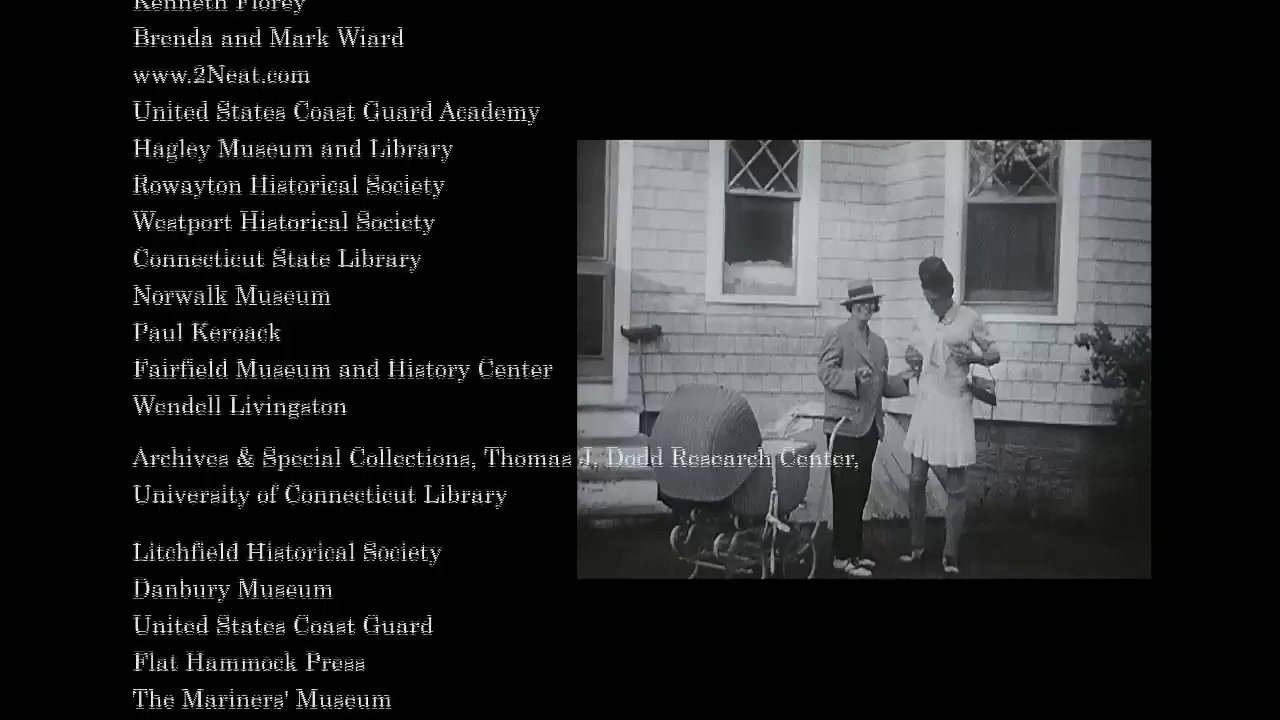 Kenneth Florey
Brenda and Mark Wiard
www.2Neat.com
United States Coast Guard Academy
Hagley Museum and Library
Rowayton Historical Society
Westport Historical Society
Connecticut State Library
Norwalk Museum
Paul Keroack
Fairfield Museum and History Center
Wendell Livingston
Archives & Special Collections, Thomas J. Dodd Research Center,
University of Connecticut Library
Litchfield Historical Society
Danbury Museum
United States Coast Guard
Flat Hammock Press
The Mariners' Museum